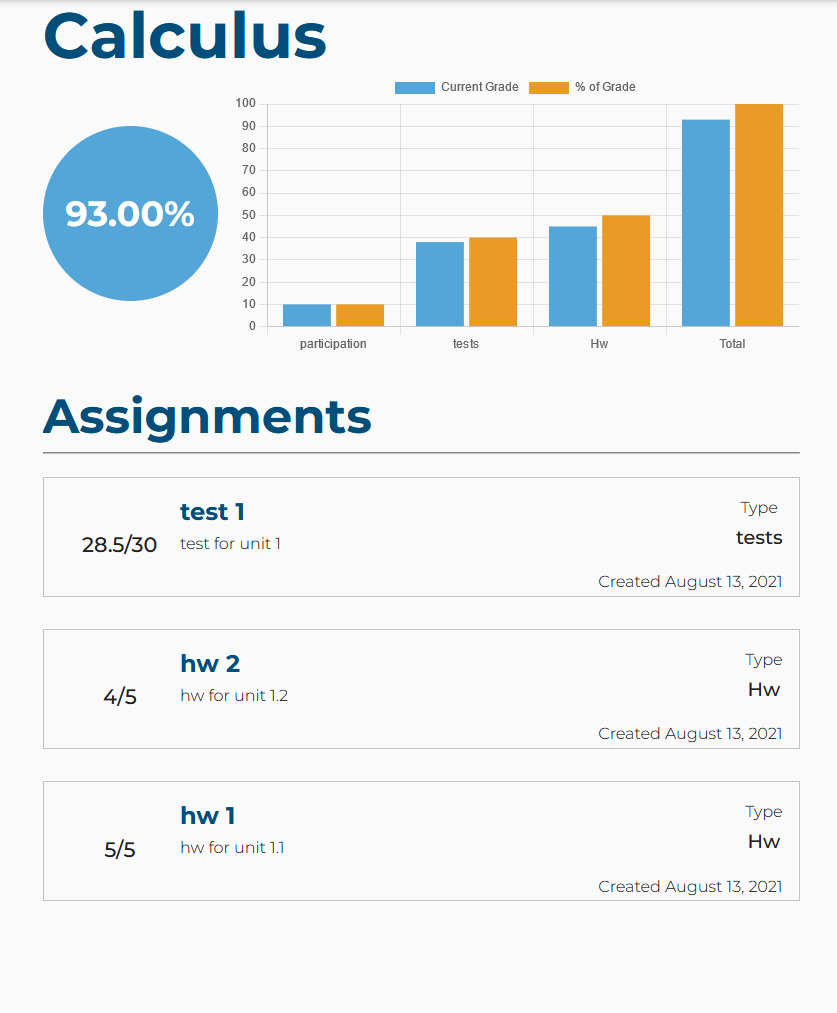 Calculus
Current Grade % of Grade
93.00%
100
90
80
70
60
50
40
30
20
10
0
participation tests Hw Total
Assignments
test 1
Type
28.5/30 test for unit 1 tests
Created August 13, 2021
hw 2
Type
4/5 hw for unit 1.2 Hw
Created August 13, 2021
hw 1
Type
5/5 hw for unit 1.1 Hw
Created August 13, 2021